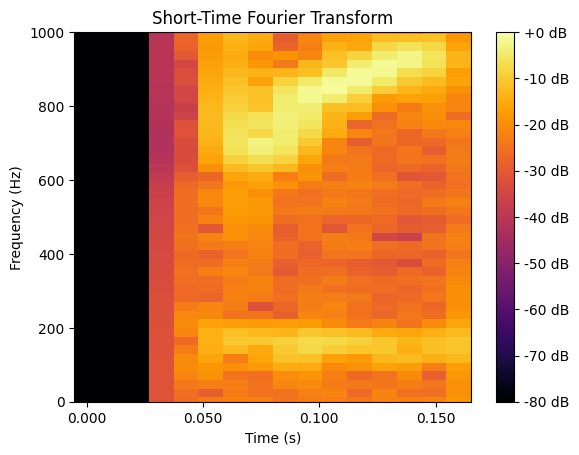 Short-Time Fourier Transform
1000
800
600
400
200
0
Frequency (Hz)
0.000
0.050
0.100
0.150
Time (s)
+0 dB
-10 dB
-20 dB
-30 dB
-40 dB
-50 dB
-60 dB
-70 dB
-80 dB